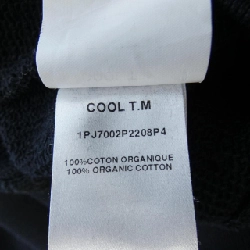 COOL T.M
1PJ7002P2208P4
100%COTON ORGANIQUE
100% ORGANIC COTTON